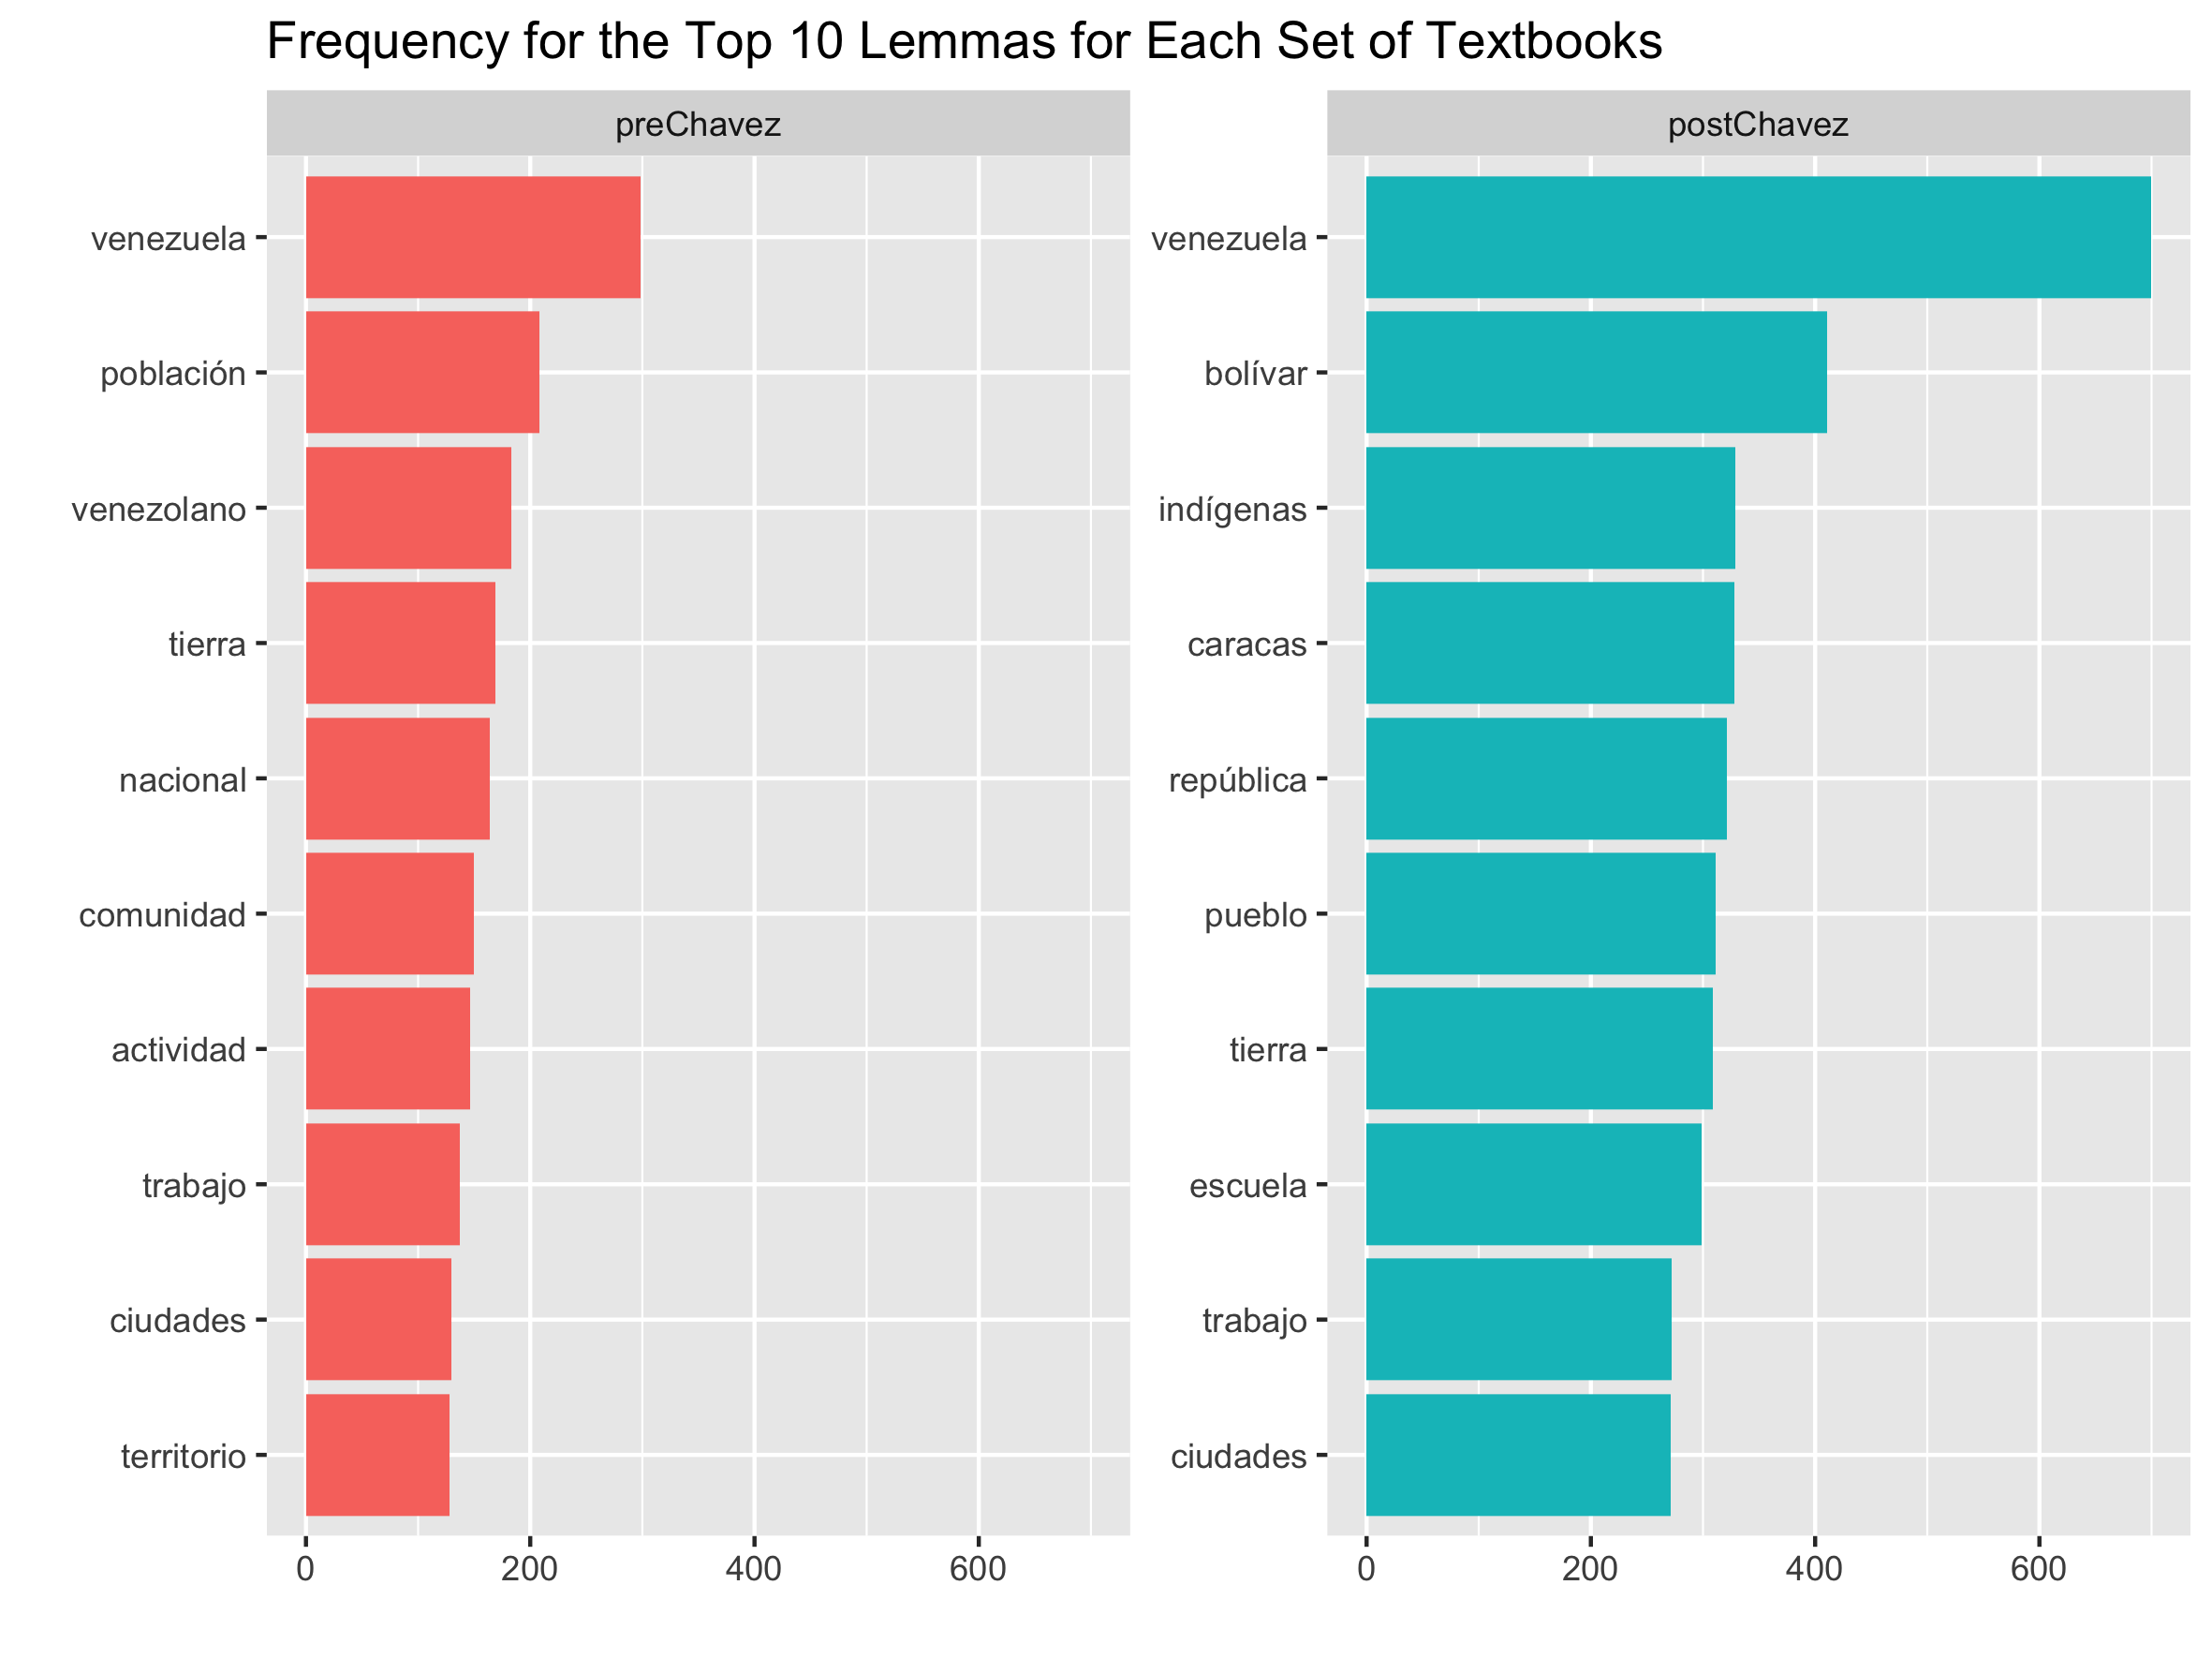 Frequency for the Top 10 Lemmas for Each Set of Textbooks
preChavez
venezuela
población
venezolano
tierra
nacional
comunidad
actividad
trabajo
ciudades
territorio
0 200 400 600
postChavez
venezuela
bolívar
indígenas
caracas
república
pueblo
tierra
escuela
trabajo
ciudades
0 200 400 600